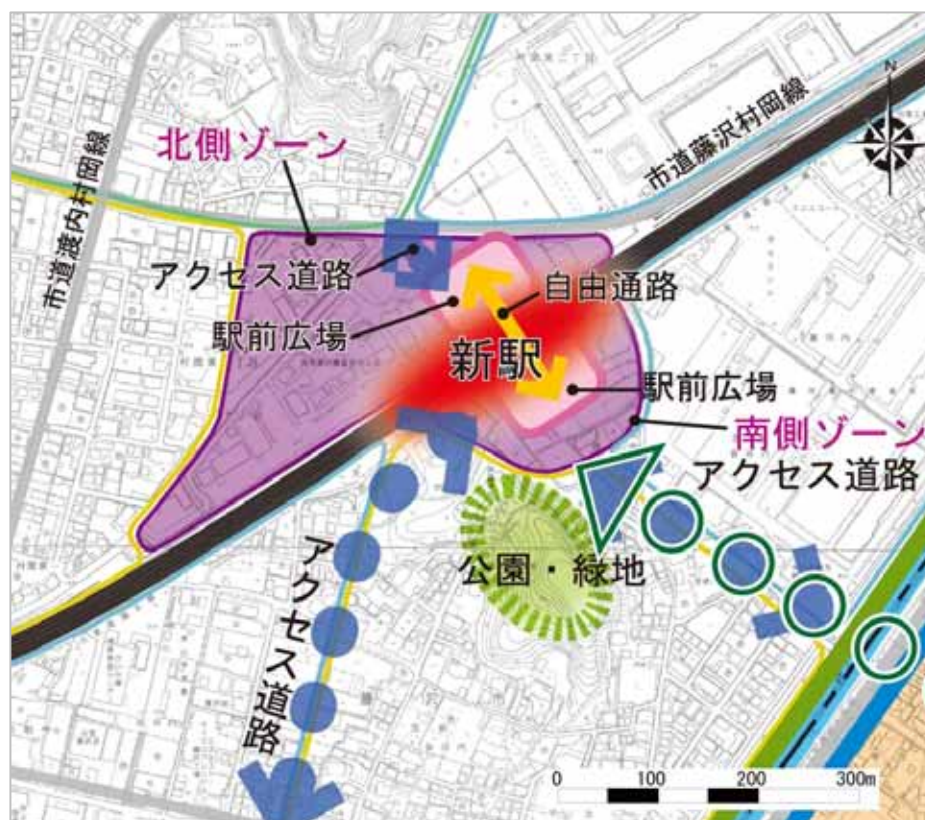 N
市道藤沢村岡線
北側ゾーン
市道渡内村岡線
アクセス道路
自由通路
駅前広場
新駅
駅前広場
南側ゾーン
アクセス道路
公園・緑地
アクセス道路
0 100 200 300m